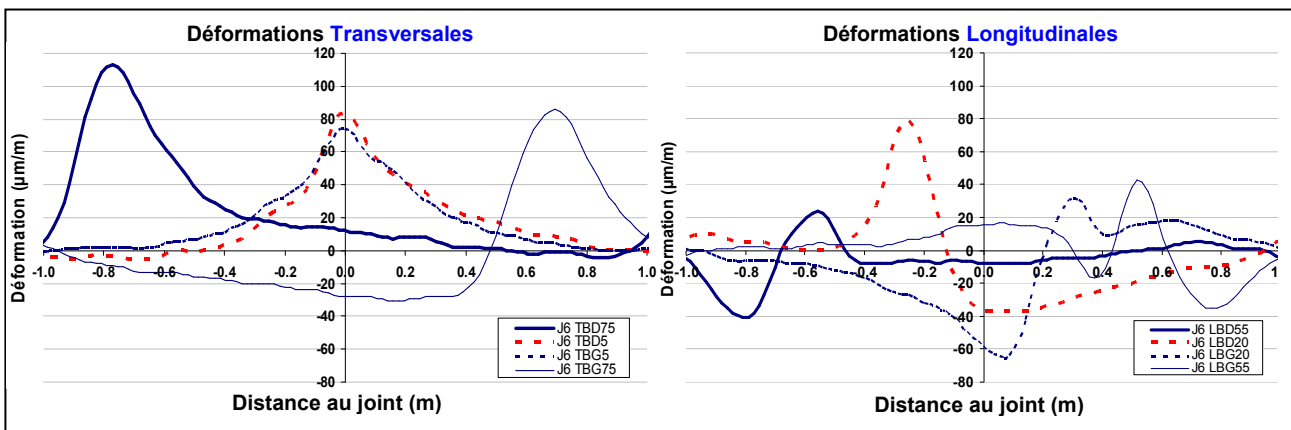 Déformations Transversales
120
100
80
60
40
20
0
-20
-40
-60
-80
-1.0 -0.8 -0.6 -0.4 -0.2 0.0 0.2 0.4 0.6 0.8 1.0
Déformation (µm/m)
Distance au joint (m)
J6 TBD75
J6 TBD5
J6 TBG5
J6 TBG75
Déformations Longitudinales
120
100
80
60
40
20
0
-20
-40
-60
-80
-1.0 -0.8 -0.6 -0.4 -0.2 0.0 0.2 0.4 0.6 0.8 1.
Déformation (µm/m)
Distance au joint (m)
J6 LBD55
J6 LBD20
J6 LBG20
J6 LBG55